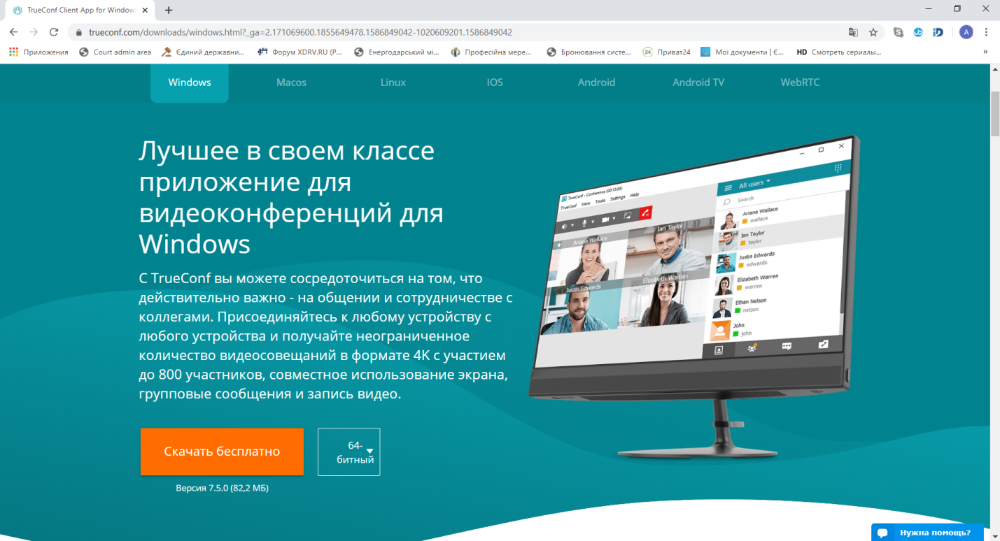 TrueConf Client App for Windows
trueconf.com/downloads/windows.html?_ga=2.171069600.1855649478.1586849042-1020609201.1586849042
A
Приложения
Court admin area
Єдиний державни...
Форум XDRV.RU (P...
Енергодарський мі...
Професійна мере...
Бронювання систе...
24
Приват24
Мої документи | Є...
HD Смотреть сериалы...
»
Windows
Macos
Linux
IOS
Android
Android TV
WebRTC
Лучшее в своем классе
приложение для
видеоконференций для
Windows
С TrueConf вы можете сосредоточиться на том, что
действительно важно - на общении и сотрудничестве с
коллегами. Присоединяйтесь к любому устройству с
любого устройства и получайте неограниченное
количество видеосовещаний в формате 4K с участием
до 800 участников, совместное использование экрана,
групповые сообщения и запись видео.
Скачать бесплатно
64-
битный
Версия 7.5.0 (82,2 МБ)
TrueConf - Conference (00:13:04)
TrueConf View Tools Settings Help
Ariana Wallace
Ian Taylor
Justin Edwards
Elizabeth Warren
All users
Search
Ariana Wallace
wallace
Ian Taylor
taylor
Justin Edwards
edwards
Elizabeth Warren
warren
Ethan Nelson
nelson
John
john
Нужна помощь?